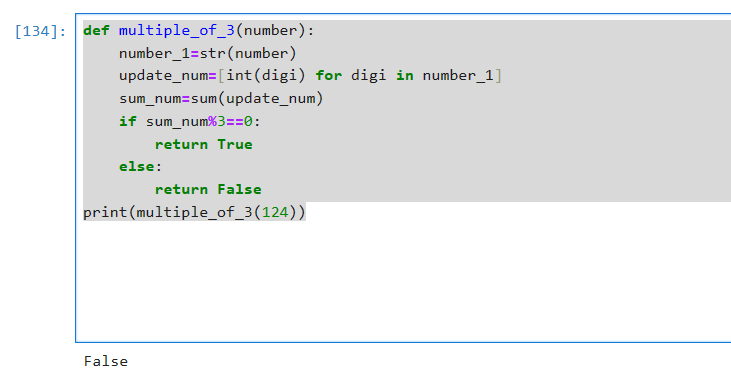 [134]: def multiple_of_3(number):
    number_1=str(number)
    update_num=[int(digi) for digi in number_1]
    sum_num=sum(update_num)
    if sum_num%3==0:
        return True
    else:
        return False
print(multiple_of_3(124))
False